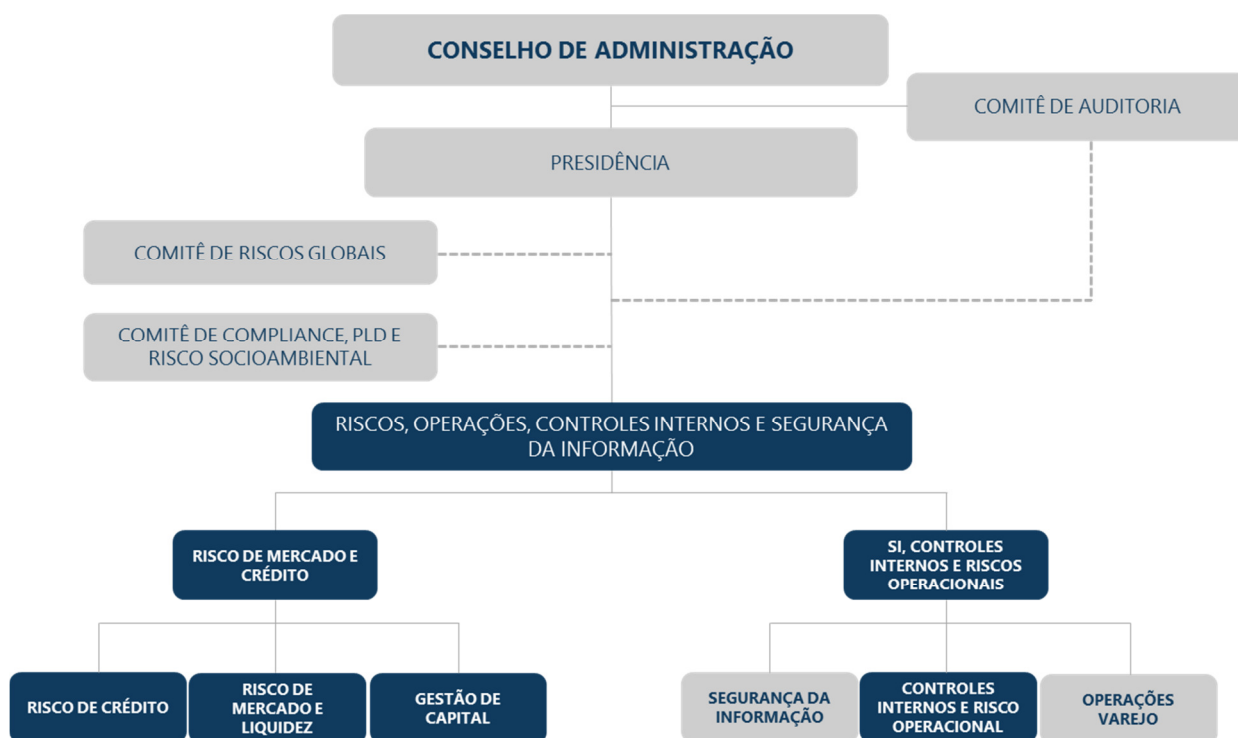 CONSELHO DE ADMINISTRAÇÃO
COMITÊ DE AUDITORIA
PRESIDÊNCIA
COMITÊ DE RISCOS GLOBAIS
COMITÊ DE COMPLIANCE, PLD E
RISCO SOCIOAMBIENTAL
RISCOS, OPERAÇÕES, CONTROLES INTERNOS E SEGURANÇA
DA INFORMAÇÃO
RISCO DE MERCADO E
CRÉDITO
SI, CONTROLES
INTERNOS E RISCOS
OPERACIONAIS
RISCO DE CRÉDITO
RISCO DE
MERCADO E
LIQUIDEZ
GESTÃO DE
CAPITAL
SEGURANÇA DA
INFORMAÇÃO
CONTROLES
INTERNOS E RISCO
OPERACIONAL
OPERAÇÕES
VAREJO